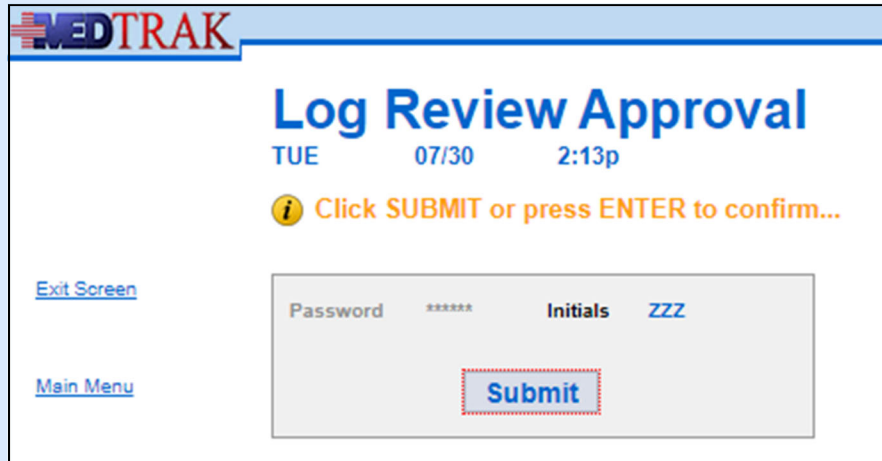 MEDTRAK
Log Review Approval
TUE 07/30 2:13p
i Click SUBMIT or press ENTER to confirm...
Exit Screen
Password ****** Initials ZZZ
Main Menu
Submit